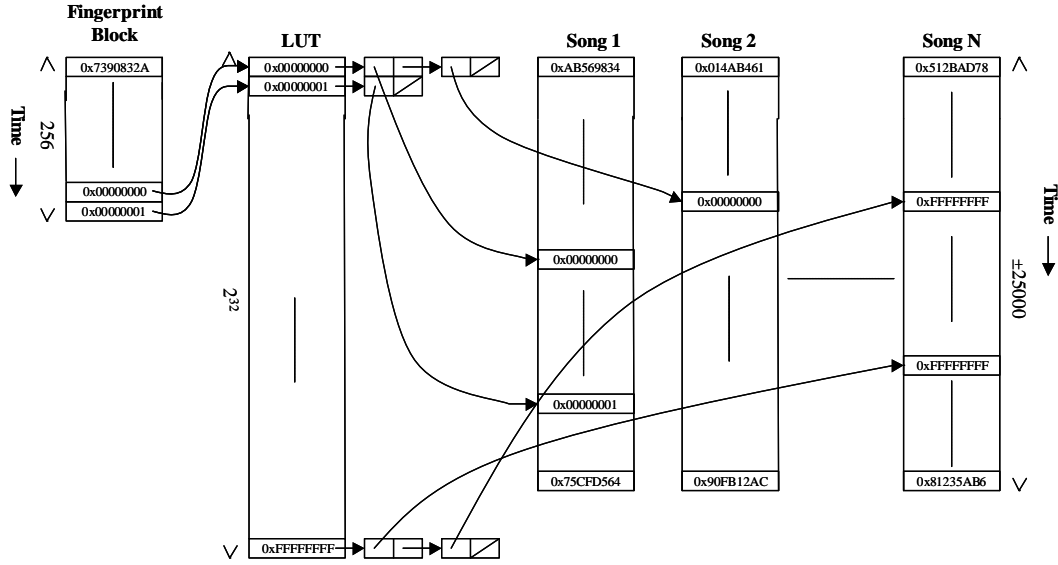 Fingerprint
Block
LUT
Song 1
Song 2
Song N
0x7390832A
0x00000000
0xAB569834
0x014AB461
0x512BAD78
0x00000001
Time
256
0x00000000
0x00000001
0x00000000
0xFFFFFFFF
Time
0x00000000
±25000
2³²
0xFFFFFFFF
0x00000001
0x75CFD564
0x90FB12AC
0x81235AB6
0xFFFFFFFF